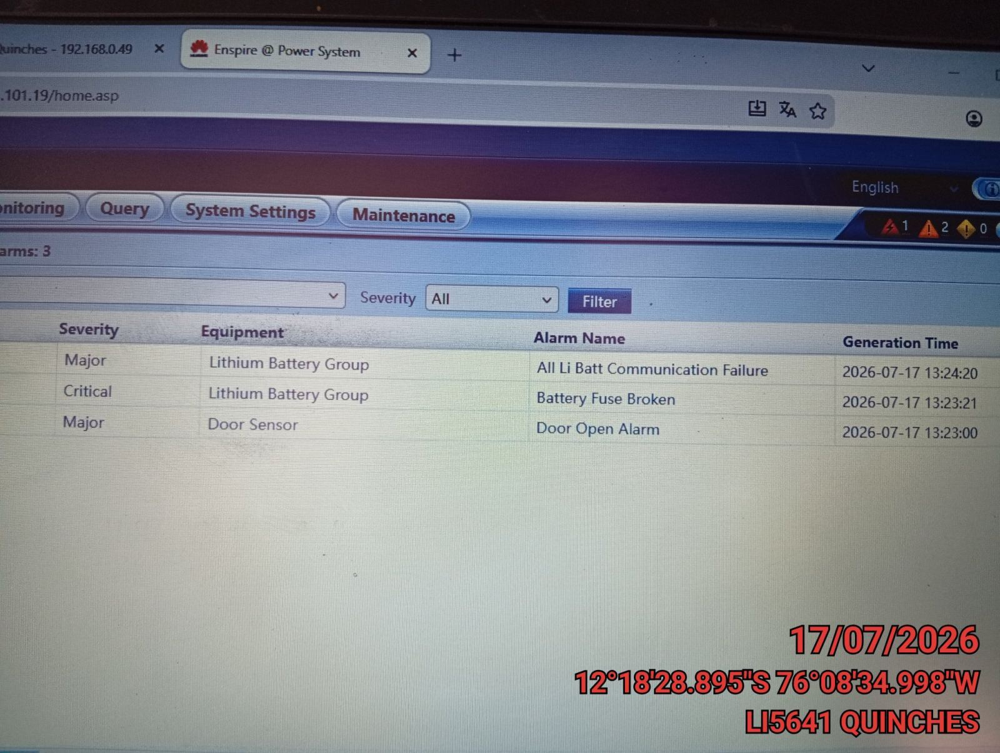 Quinches - 192.168.0.49
Enspire @ Power System
.101.19/home.asp
English
Query
System Settings
Maintenance
1 2 0
arms: 3
Severity All Filter
Severity Equipment Alarm Name Generation Time
Major Lithium Battery Group All Li Batt Communication Failure 2026-07-17 13:24:20
Critical Lithium Battery Group Battery Fuse Broken 2026-07-17 13:23:21
Major Door Sensor Door Open Alarm 2026-07-17 13:23:00
17/07/2026
12°18'28.895"S 76°08'34.998"W
LI5641 QUINCHES